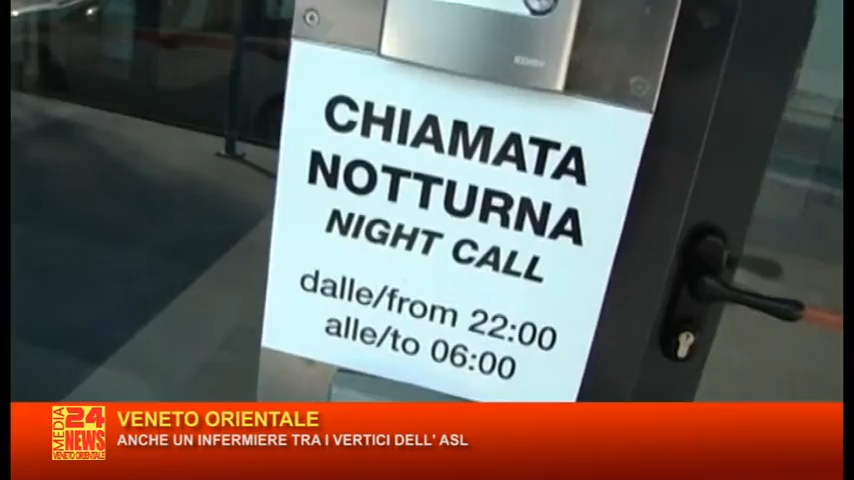 CHIAMATA
NOTTURNA
NIGHT CALL
dalle/from 22:00
alle/to 06:00
MEDIA 24 NEWS VENETO ORIENTALE
VENETO ORIENTALE
ANCHE UN INFERMIERE TRA I VERTICI DELL' ASL